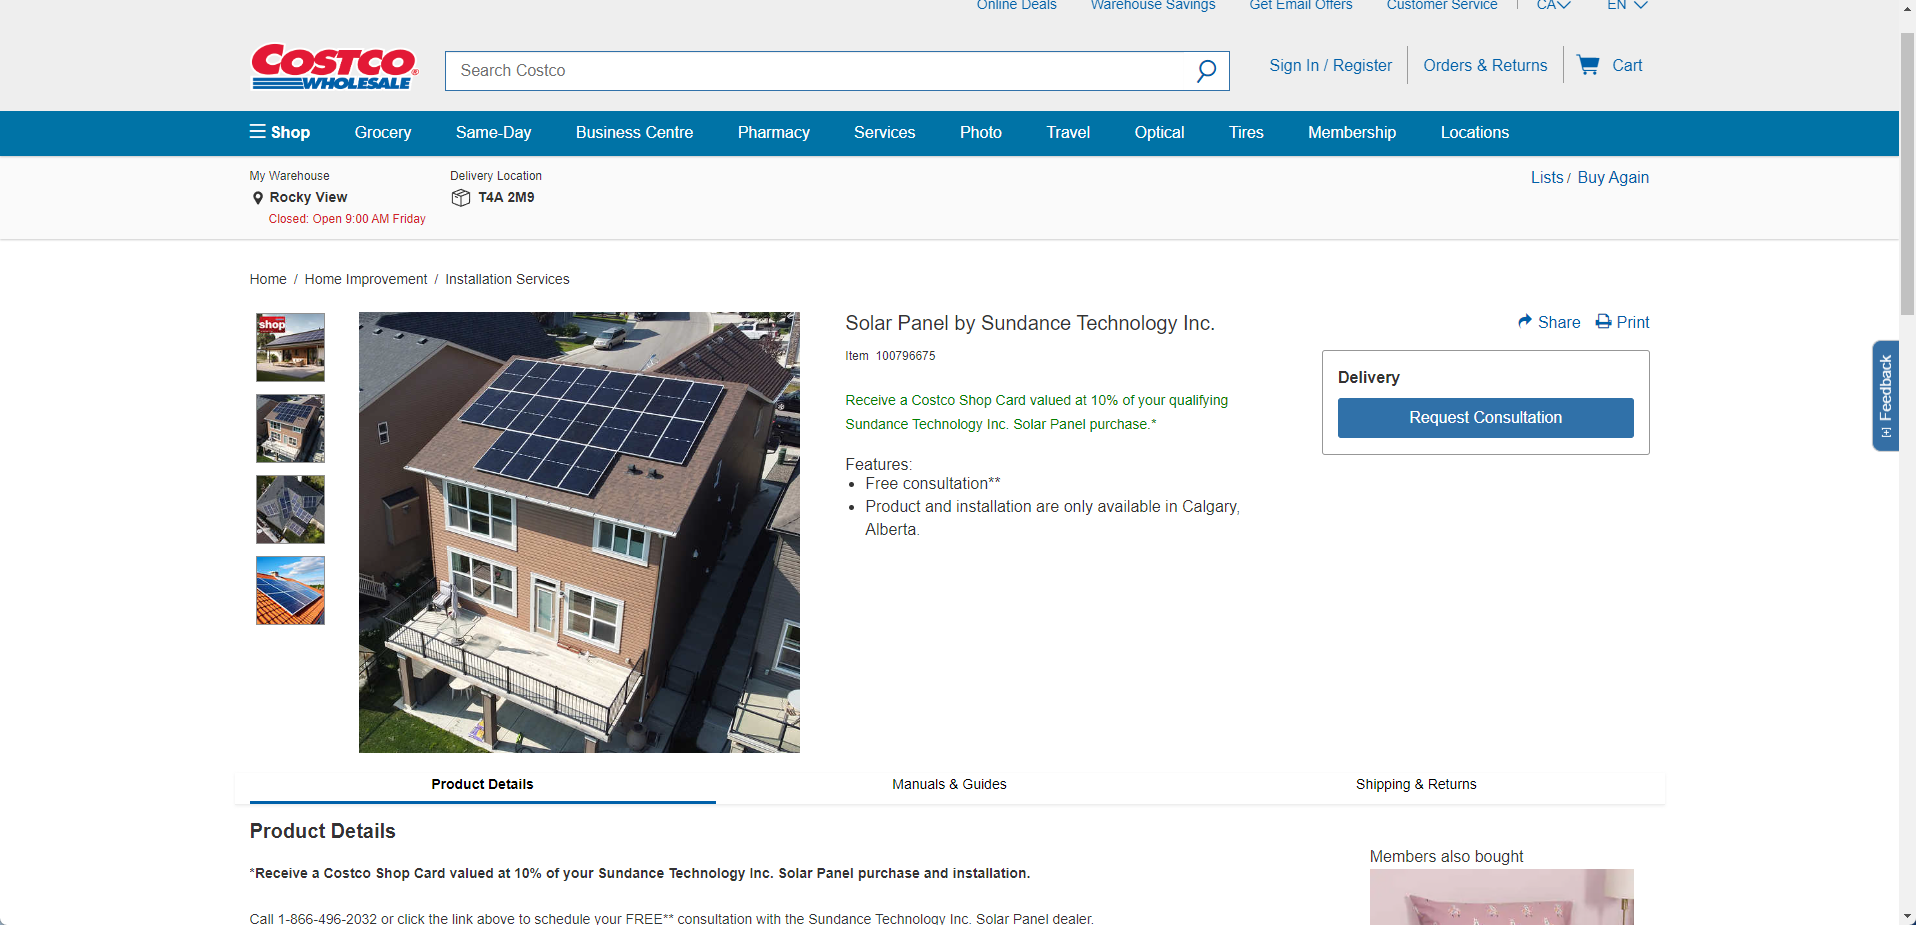 Online Deals Warehouse Savings Get Email Offers Customer Service CA EN
COSTCO
WHOLESALE
Search Costco
Sign In / Register Orders & Returns Cart
Shop Grocery Same-Day Business Centre Pharmacy Services Photo Travel Optical Tires Membership Locations
My Warehouse
Rocky View
Closed: Open 9:00 AM Friday
Delivery Location
T4A 2M9
Lists / Buy Again
Home / Home Improvement / Installation Services
shop
Solar Panel by Sundance Technology Inc.
Item 100796675
Receive a Costco Shop Card valued at 10% of your qualifying
Sundance Technology Inc. Solar Panel purchase.*
Features:
• Free consultation**
• Product and installation are only available in Calgary,
Alberta.
Share Print
Delivery
Request Consultation
[+] Feedback
Product Details Manuals & Guides Shipping & Returns
Product Details
*Receive a Costco Shop Card valued at 10% of your Sundance Technology Inc. Solar Panel purchase and installation.
Call 1-866-496-2032 or click the link above to schedule your FREE** consultation with the Sundance Technology Inc. Solar Panel dealer.
Members also bought